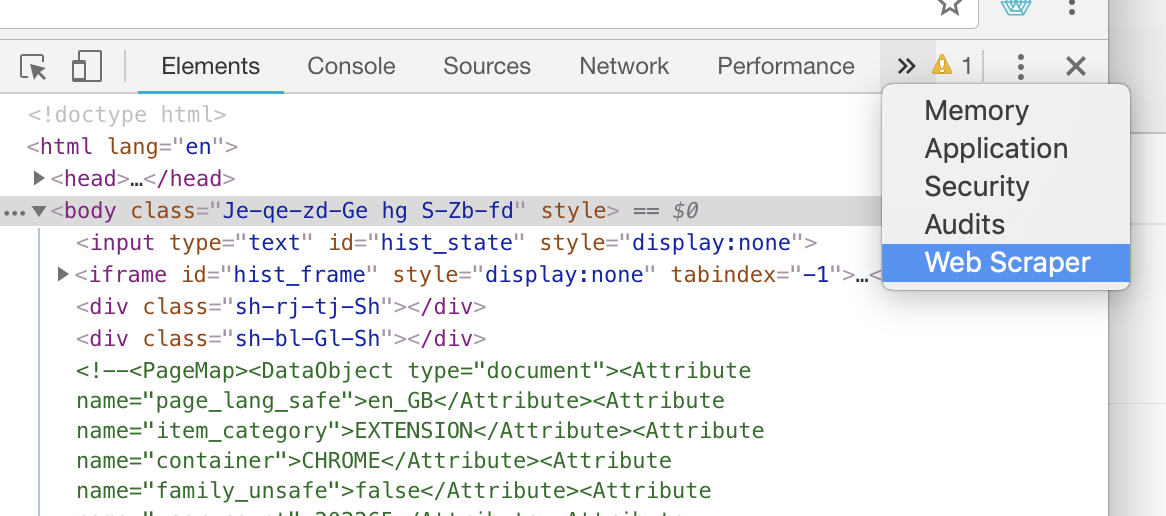 Elements Console Sources Network Performance » 1
Memory
Application
Security
Audits
Web Scraper
<!doctype html>
<html lang="en">
<head>…</head>
…<body class="Je-qe-zd-Ge hg S-Zb-fd" style> == $0
<input type="text" id="hist_state" style="display:none">
<iframe id="hist_frame" style="display:none" tabindex="-1">…<
<div class="sh-rj-tj-Sh"></div>
<div class="sh-bl-Gl-Sh"></div>
<!--<PageMap><DataObject type="document"><Attribute
name="page_lang_safe">en_GB</Attribute><Attribute
name="item_category">EXTENSION</Attribute><Attribute
name="container">CHROME</Attribute><Attribute
name="family_unsafe">false</Attribute><Attribute